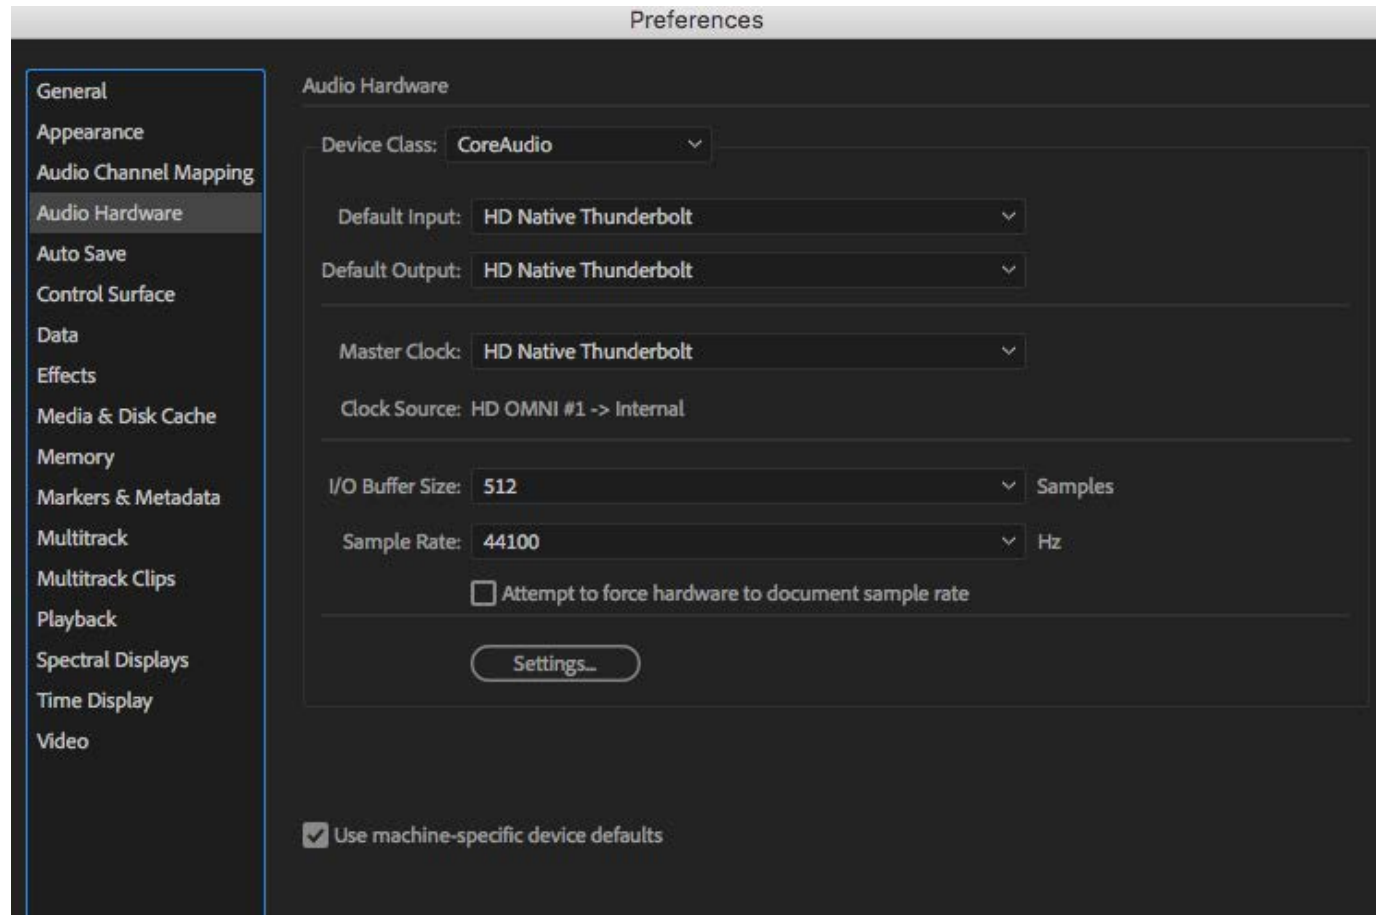 Preferences
General
Appearance
Audio Channel Mapping
Audio Hardware
Auto Save
Control Surface
Data
Effects
Media & Disk Cache
Memory
Markers & Metadata
Multitrack
Multitrack Clips
Playback
Spectral Displays
Time Display
Video
Audio Hardware
Device Class: CoreAudio
Default Input: HD Native Thunderbolt
Default Output: HD Native Thunderbolt
Master Clock: HD Native Thunderbolt
Clock Source: HD OMNI #1 -> Internal
I/O Buffer Size: 512 Samples
Sample Rate: 44100 Hz
Attempt to force hardware to document sample rate
Settings...
Use machine-specific device defaults